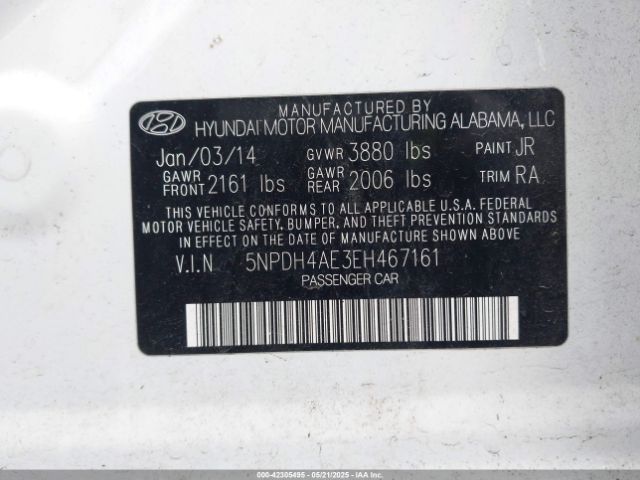 MANUFACTURED BY
HYUNDAI MOTOR MANUFACTURING ALABAMA, LLC
Jan/03/14 GVWR 3880 lbs PAINT JR
GAWR FRONT 2161 lbs GAWR REAR 2006 lbs TRIM RA
THIS VEHICLE CONFORMS TO ALL APPLICABLE U.S.A. FEDERAL
MOTOR VEHICLE SAFETY, BUMPER, AND THEFT PREVENTION STANDARDS
IN EFFECT ON THE DATE OF MANUFACTURE SHOWN ABOVE.
V.I.N 5NPDH4AE3EH467161
PASSENGER CAR
000-42305495 - 05/21/2025 - IAAI.COM